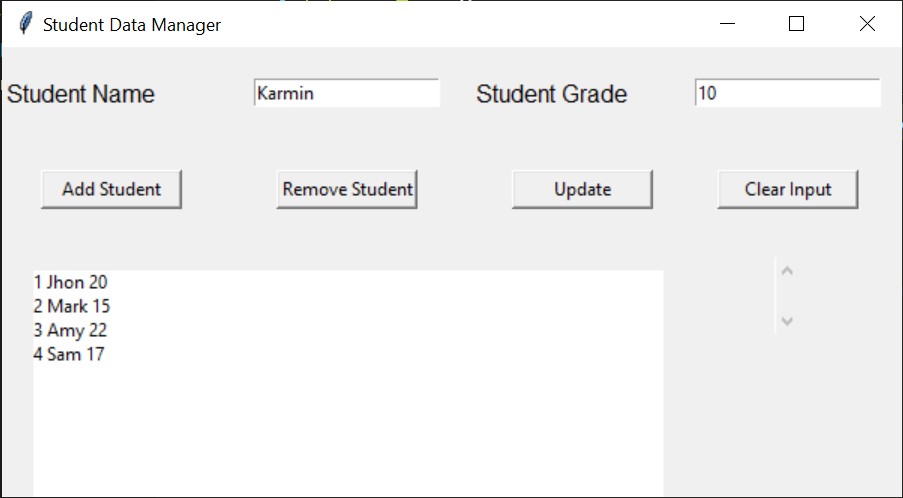 Student Data Manager
Student Name Karmin Student Grade 10
Add Student Remove Student Update Clear Input
1 Jhon 20
2 Mark 15
3 Amy 22
4 Sam 17